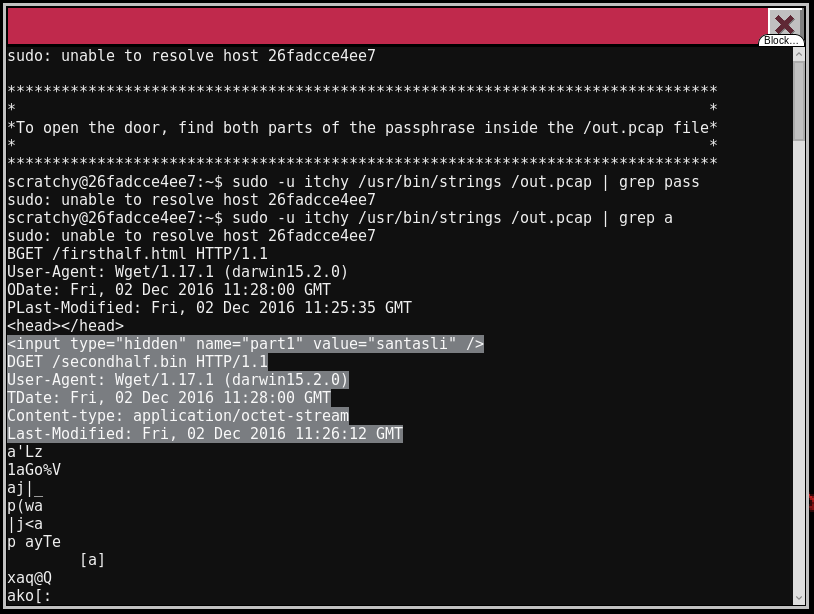 Block...
sudo: unable to resolve host 26fadcce4ee7
*******************************************************************************
* *
*To open the door, find both parts of the passphrase inside the /out.pcap file*
* *
*******************************************************************************
scratchy@26fadcce4ee7:~$ sudo -u itchy /usr/bin/strings /out.pcap | grep pass
sudo: unable to resolve host 26fadcce4ee7
scratchy@26fadcce4ee7:~$ sudo -u itchy /usr/bin/strings /out.pcap | grep a
sudo: unable to resolve host 26fadcce4ee7
BGET /firsthalf.html HTTP/1.1
User-Agent: Wget/1.17.1 (darwin15.2.0)
ODate: Fri, 02 Dec 2016 11:28:00 GMT
PLast-Modified: Fri, 02 Dec 2016 11:25:35 GMT
<head></head>
<input type="hidden" name="part1" value="santasli" />
DGET /secondhalf.bin HTTP/1.1
User-Agent: Wget/1.17.1 (darwin15.2.0)
TDate: Fri, 02 Dec 2016 11:28:00 GMT
Content-type: application/octet-stream
Last-Modified: Fri, 02 Dec 2016 11:26:12 GMT
a'Lz
1aGo%V
aj|_
p(wa
|j<a
p ayTe
[a]
xaq@Q
ako[: